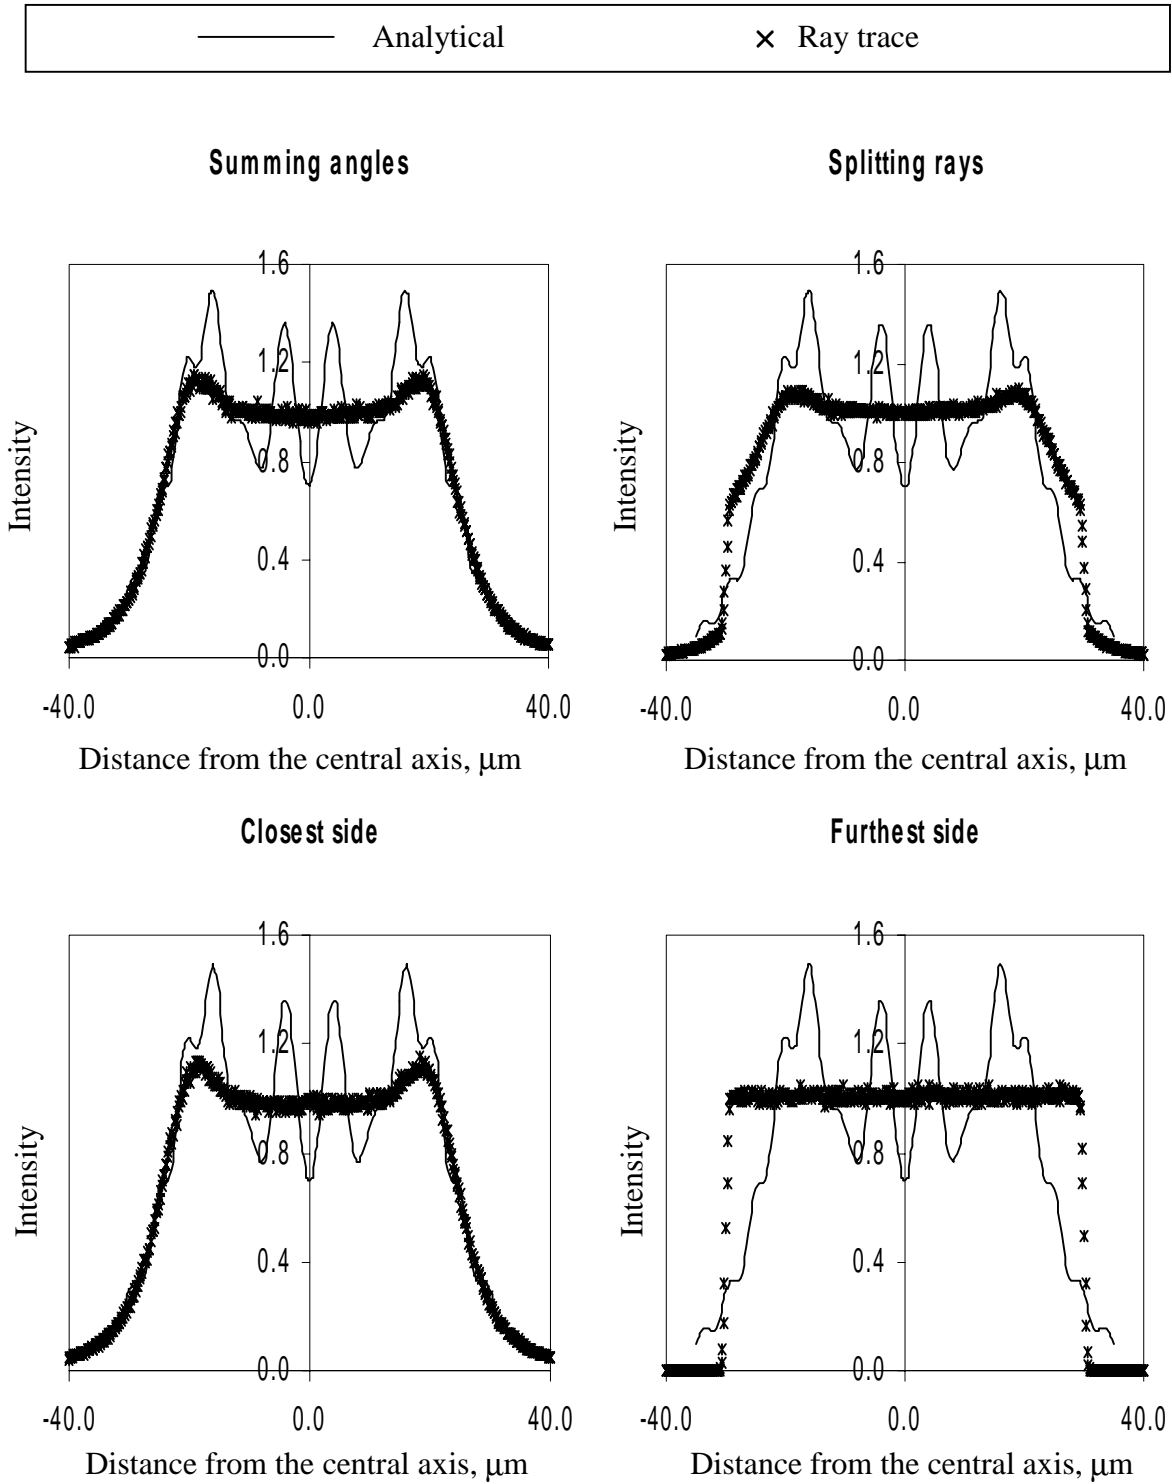 Analytical
Ray trace
Summing angles
Splitting rays
1.6
1.2
0.8
0.4
0.0
-40.0 0.0 40.0
Intensity
Distance from the central axis, μm
1.6
1.2
0.8
0.4
0.0
-40.0 0.0 40.0
Intensity
Distance from the central axis, μm
Closest side
Furthest side
1.6
1.2
0.8
0.4
0.0
-40.0 0.0 40.0
Intensity
Distance from the central axis, μm
1.6
1.2
0.8
0.4
0.0
-40.0 0.0 40.0
Intensity
Distance from the central axis, μm